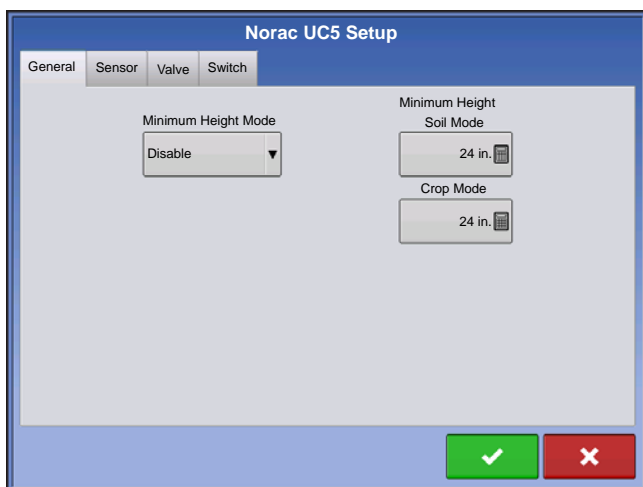 Norac UC5 Setup
General Sensor Valve Switch
Minimum Height Mode
Disable
Minimum Height
Soil Mode
24 in.
Crop Mode
24 in.